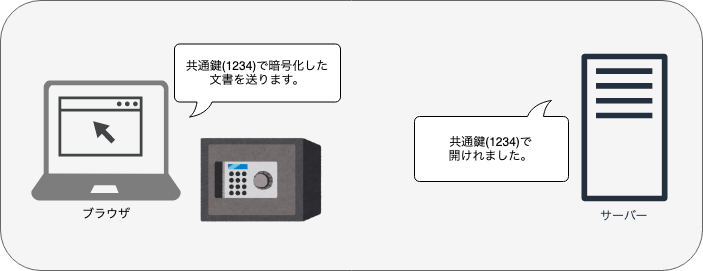 共通鍵(1234)で暗号化した
文書を送ります。
共通鍵(1234)で
開けれました。
ブラウザ
サーバー